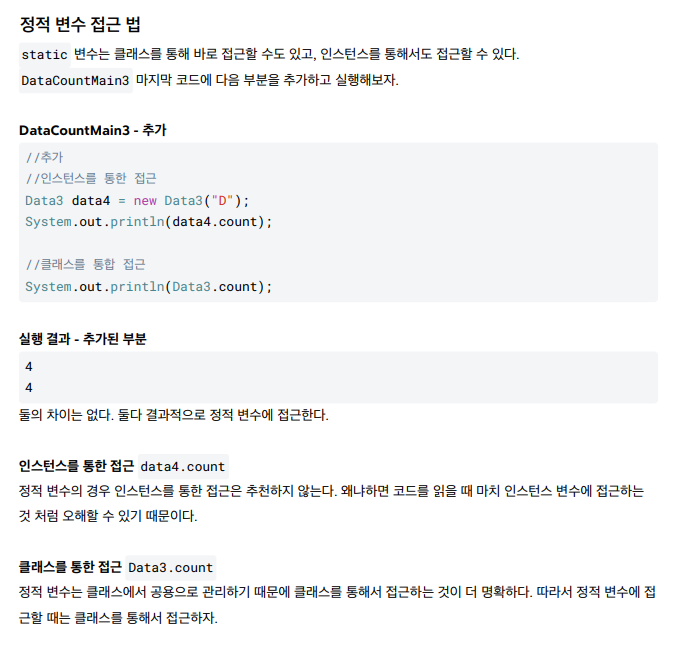 정적 변수 접근 법
static 변수는 클래스를 통해 바로 접근할 수도 있고, 인스턴스를 통해서도 접근할 수 있다.
DataCountMain3 마지막 코드에 다음 부분을 추가하고 실행해보자.
DataCountMain3 - 추가
//추가
//인스턴스를 통한 접근
Data3 data4 = new Data3("D");
System.out.println(data4.count);
//클래스를 통합 접근
System.out.println(Data3.count);
실행 결과 - 추가된 부분
4
4
둘의 차이는 없다. 둘다 결과적으로 정적 변수에 접근한다.
인스턴스를 통한 접근 data4.count
정적 변수의 경우 인스턴스를 통한 접근은 추천하지 않는다. 왜냐하면 코드를 읽을 때 마치 인스턴스 변수에 접근하는
것 처럼 오해할 수 있기 때문이다.
클래스를 통한 접근 Data3.count
정적 변수는 클래스에서 공용으로 관리하기 때문에 클래스를 통해서 접근하는 것이 더 명확하다. 따라서 정적 변수에 접
근할 때는 클래스를 통해서 접근하자.